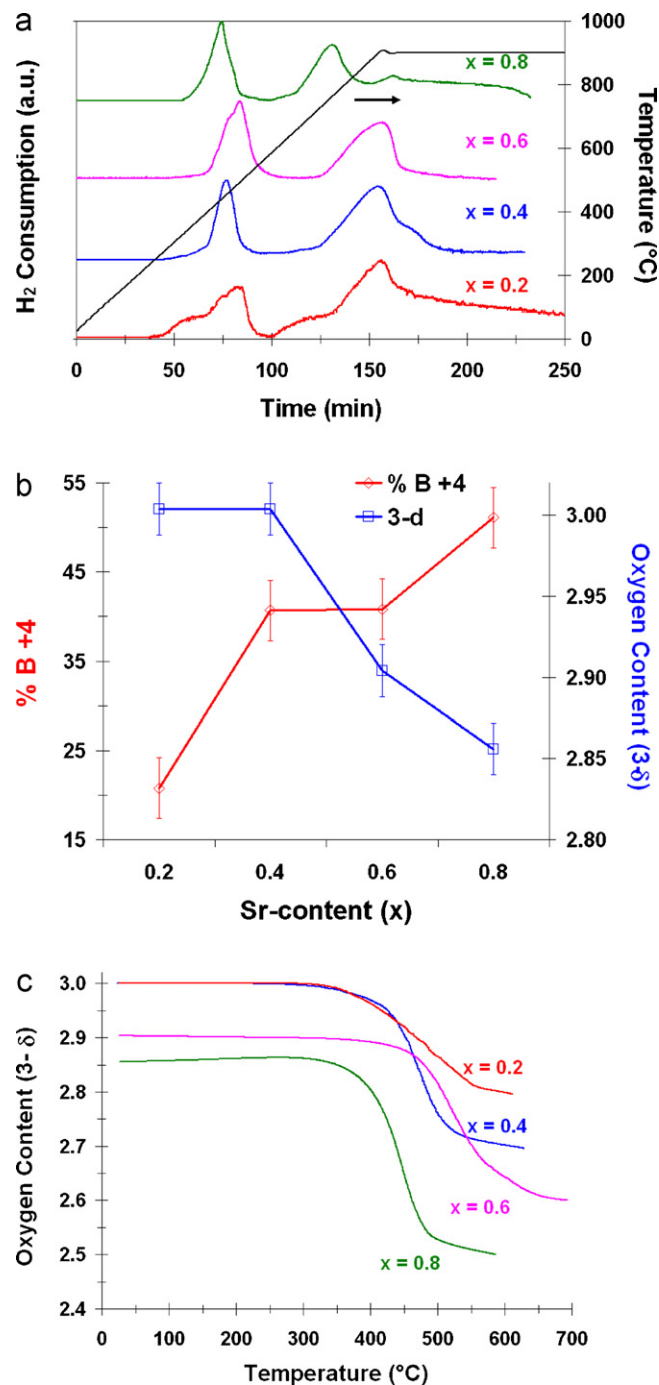 a
H₂ Consumption (a.u.)
1000
800
600
400
200
0
Temperature (°C)
x = 0.8
x = 0.6
x = 0.4
x = 0.2
0 50 100 150 200 250
Time (min)
b
% B +4
3-d
55
45
35
25
15
% B +4
3.00
2.95
2.90
2.85
2.80
Oxygen Content (3-δ)
0.2 0.4 0.6 0.8
Sr-content (x)
c
3.0
2.9
2.8
2.7
2.6
2.5
2.4
Oxygen Content (3- δ)
x = 0.2
x = 0.4
x = 0.6
x = 0.8
0 100 200 300 400 500 600 700
Temperature (°C)